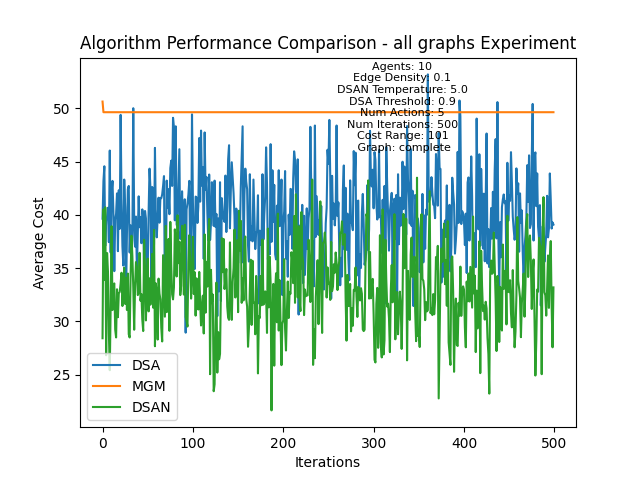 Algorithm Performance Comparison - all graphs Experiment
Agents: 10
Edge Density: 0.1
DSAN Temperature: 5.0
DSA Threshold: 0.9
Num Actions: 5
Num Iterations: 500
Cost Range: 101
Graph: complete
Average Cost
50
45
40
35
30
25
DSA
MGM
DSAN
0
100
200
300
400
500
Iterations